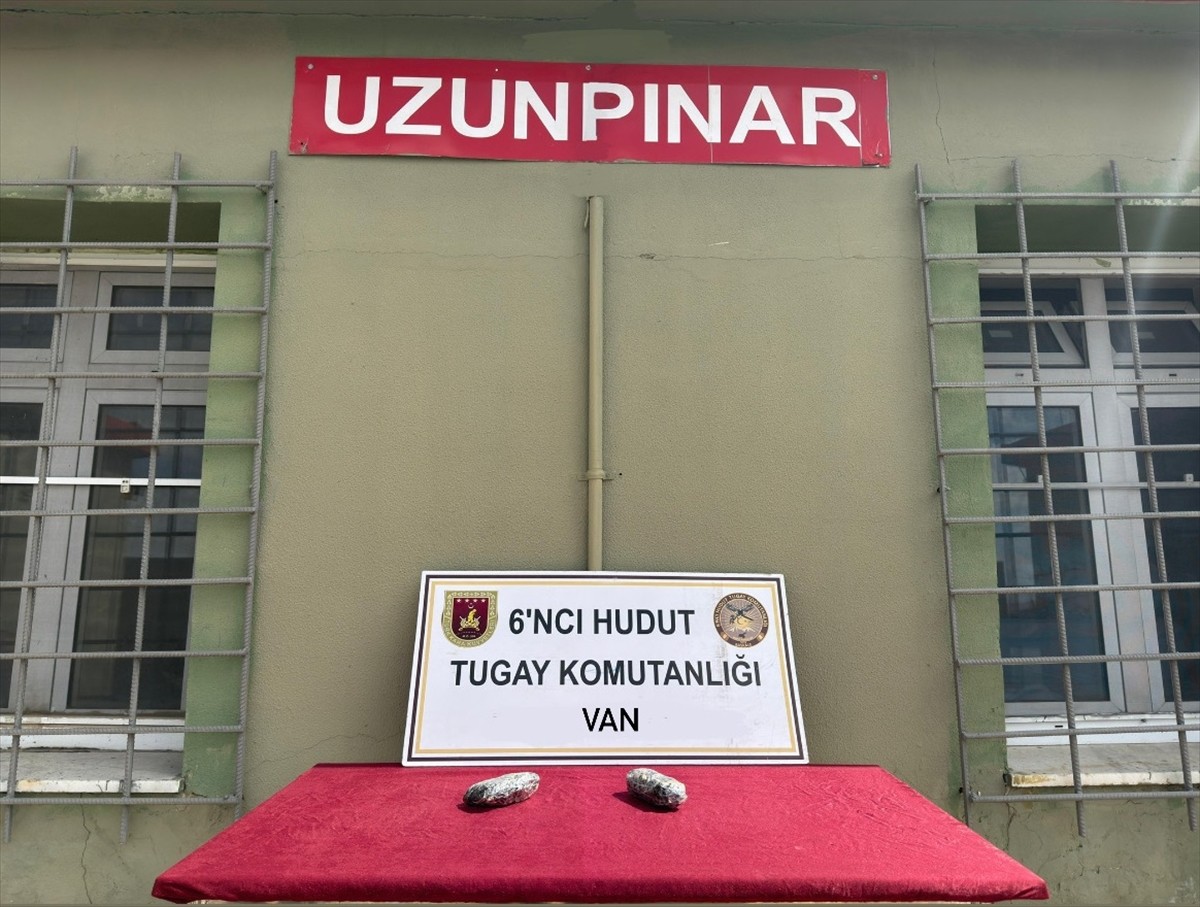 UZUNPINAR
6'NCI HUDUT
TUGAY KOMUTANLIĞI
VAN